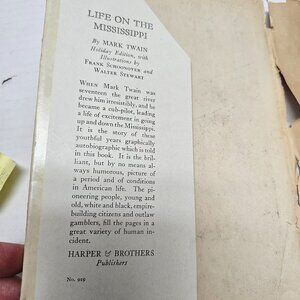 LIFE ON THE
MISSISSIPPI
By MARK TWAIN
Holiday Edition, with
Illustrations by
FRANK SCHOONOVER and
WALTER STEWART
WHEN Mark Twain was
seventeen the great river
drew him irresistibly, and he
became a cub-pilot, leading
a life of excitement in going
up and down the Mississippi.
It is the story of these
youthful years graphically
autobiographic which is told
in this book. It is the bril-
liant, but by no means al-
ways humorous, picture of
a period and of conditions
in American life. The pi-
oneering people, young and
old, white and black, empire-
building citizens and outlaw
gamblers, fill the pages in a
great variety of human in-
cident.
HARPER & BROTHERS
Publishers
No. 919